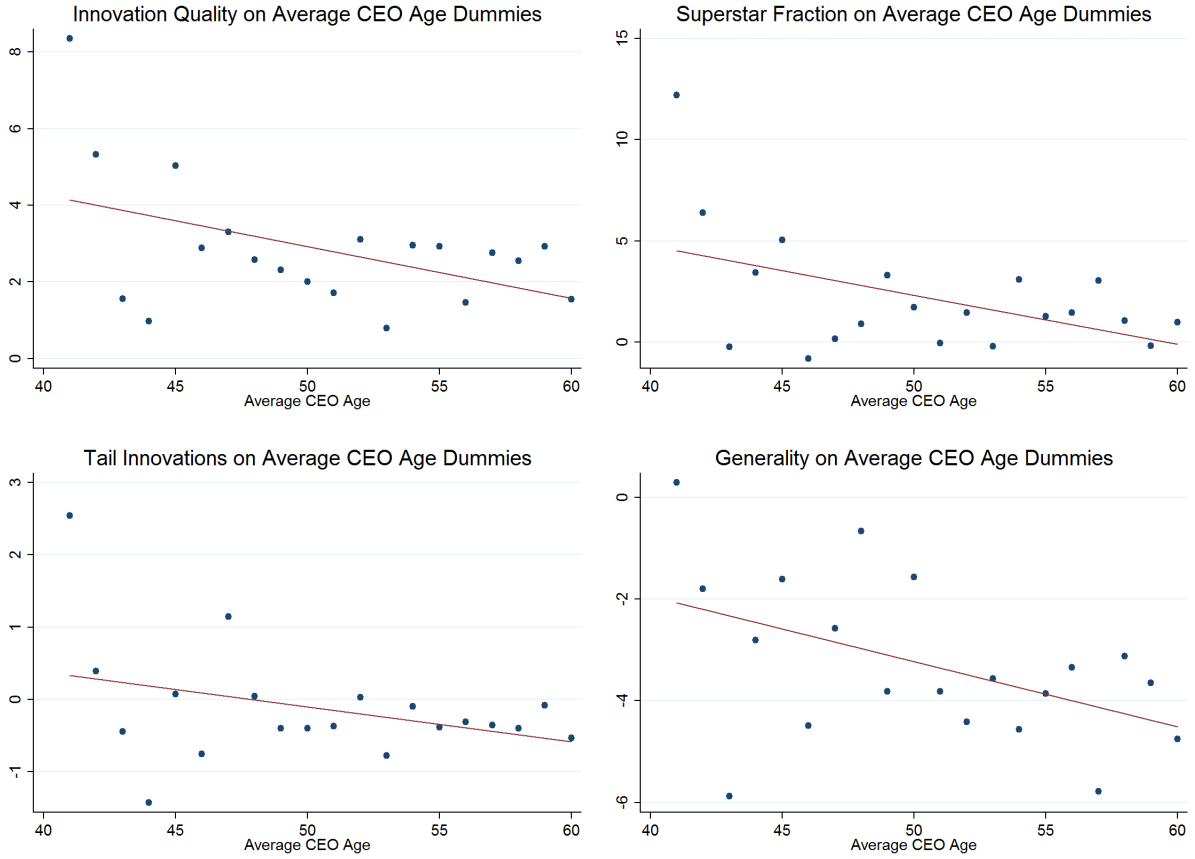 Innovation Quality on Average CEO Age Dummies
8
6
4
2
0
40 45 50 55 60
Average CEO Age
Superstar Fraction on Average CEO Age Dummies
15
10
5
0
40 45 50 55 60
Average CEO Age
Tail Innovations on Average CEO Age Dummies
3
2
1
0
-1
40 45 50 55 60
Average CEO Age
Generality on Average CEO Age Dummies
0
-2
-4
-6
40 45 50 55 60
Average CEO Age